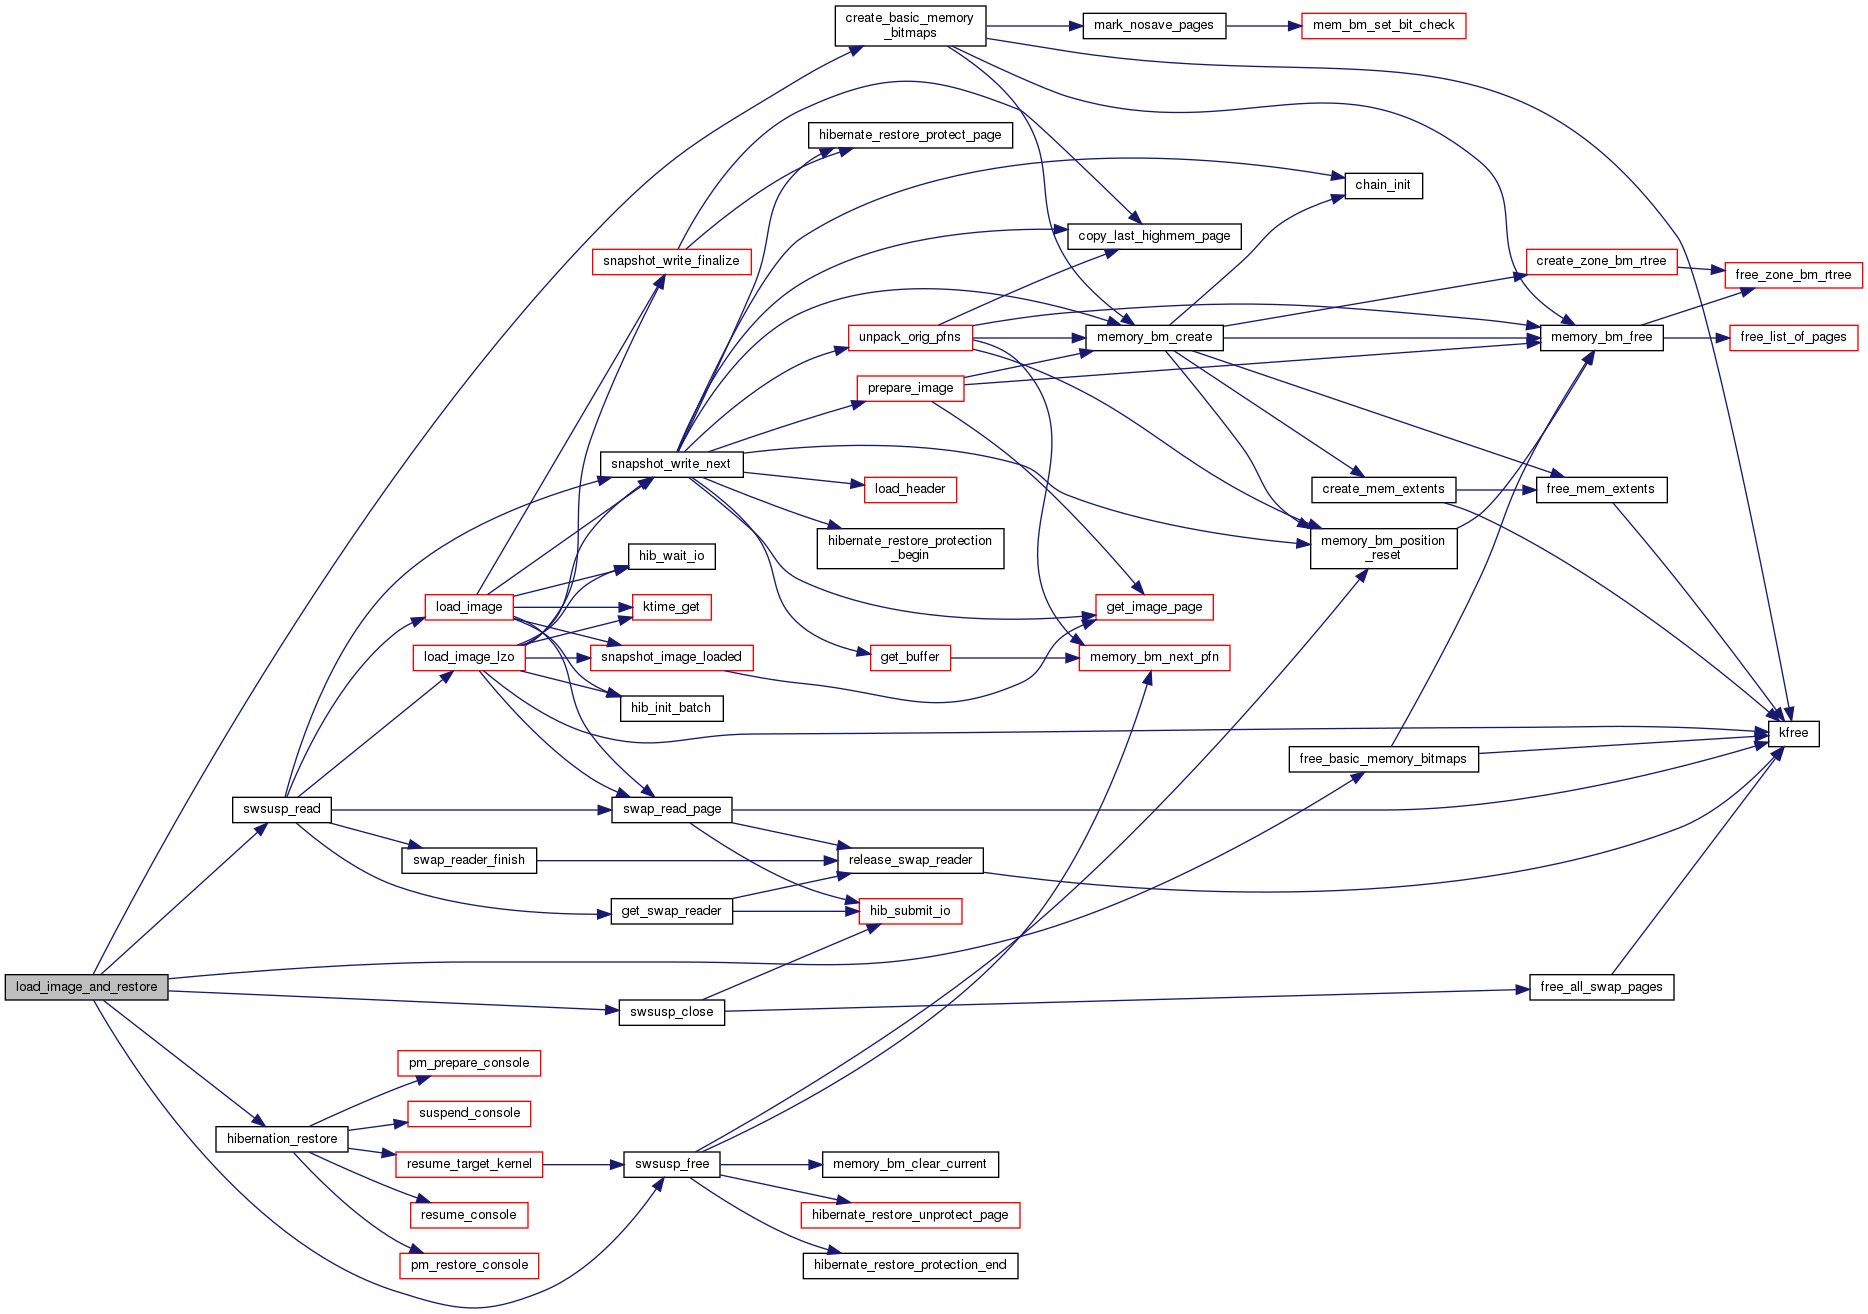 create_basic_memory
_bitmaps
mark_nosave_pages
mem_bm_set_bit_check
hibernate_restore_protect_page
chain_init
copy_last_highmem_page
snapshot_write_finalize
create_zone_bm_rtree
free_zone_bm_rtree
unpack_orig_pfns
memory_bm_create
memory_bm_free
free_list_of_pages
prepare_image
snapshot_write_next
load_header
create_mem_extents
free_mem_extents
hibernate_restore_protection
_begin
memory_bm_position
_reset
hib_wait_io
load_image
ktime_get
get_image_page
load_image_lzo
snapshot_image_loaded
get_buffer
memory_bm_next_pfn
hib_init_batch
kfree
free_basic_memory_bitmaps
swsusp_read
swap_read_page
swap_reader_finish
release_swap_reader
get_swap_reader
hib_submit_io
load_image_and_restore
free_all_swap_pages
swsusp_close
pm_prepare_console
suspend_console
hibernation_restore
resume_target_kernel
swsusp_free
memory_bm_clear_current
resume_console
hibernate_restore_unprotect_page
pm_restore_console
hibernate_restore_protection_end